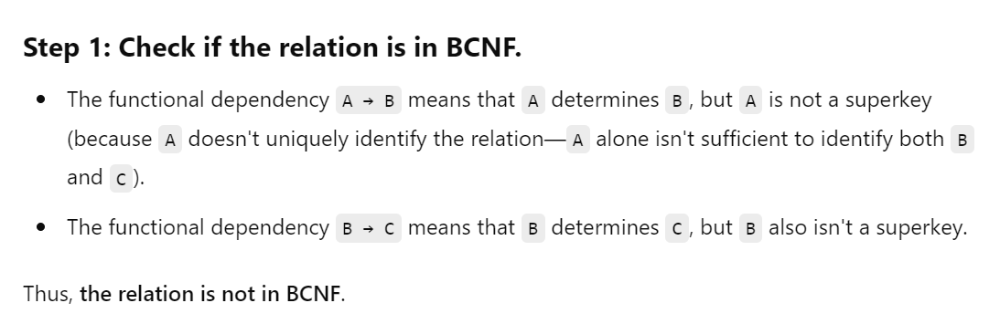 Step 1: Check if the relation is in BCNF.
• The functional dependency A → B means that A determines B, but A is not a superkey
(because A doesn't uniquely identify the relation—A alone isn't sufficient to identify both B
and C).
• The functional dependency B → C means that B determines C, but B also isn't a superkey.
Thus, the relation is not in BCNF.